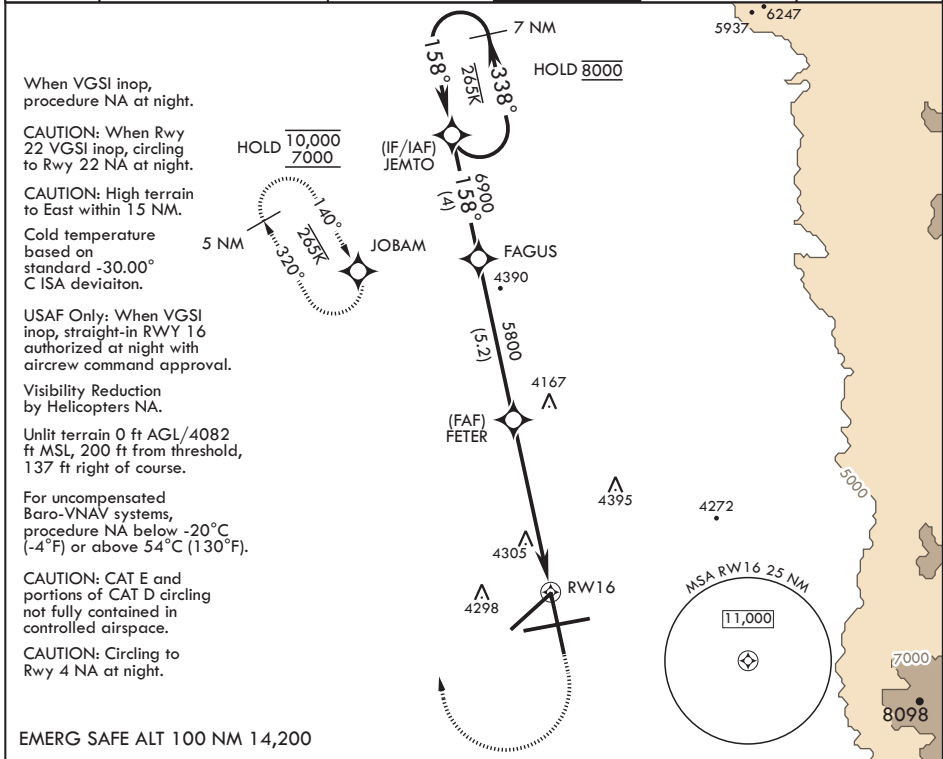 When VGSI inop,
procedure NA at night.
CAUTION: When Rwy
22 VGSI inop, circling
to Rwy 22 NA at night.
CAUTION: High terrain
to East within 15 NM.
Cold temperature
based on
standard -30.00°
C ISA deviaiton.
USAF Only: When VGSI
inop, straight-in RWY 16
authorized at night with
aircrew command approval.
Visibility Reduction
by Helicopters NA.
Unlit terrain 0 ft AGL/4082
ft MSL, 200 ft from threshold,
137 ft right of course.
For uncompensated
Baro-VNAV systems,
procedure NA below -20°C
(-4°F) or above 54°C (130°F).
CAUTION: CAT E and
portions of CAT D circling
not fully contained in
controlled airspace.
CAUTION: Circling to
Rwy 4 NA at night.
EMERG SAFE ALT 100 NM 14,200
7 NM
158°
265K
338°
HOLD 8000
(IF/IAF)
JEMTO
HOLD 10,000
7000
5 NM
140°
265K
320°
JOBAM
6900
158°
(4)
FAGUS
4390
5800
(5.2)
4167
(FAF)
FETER
4395
4272
4305
RW16
4298
MSA RW16 25 NM
11,000
5937
6247
5000
7000
8098